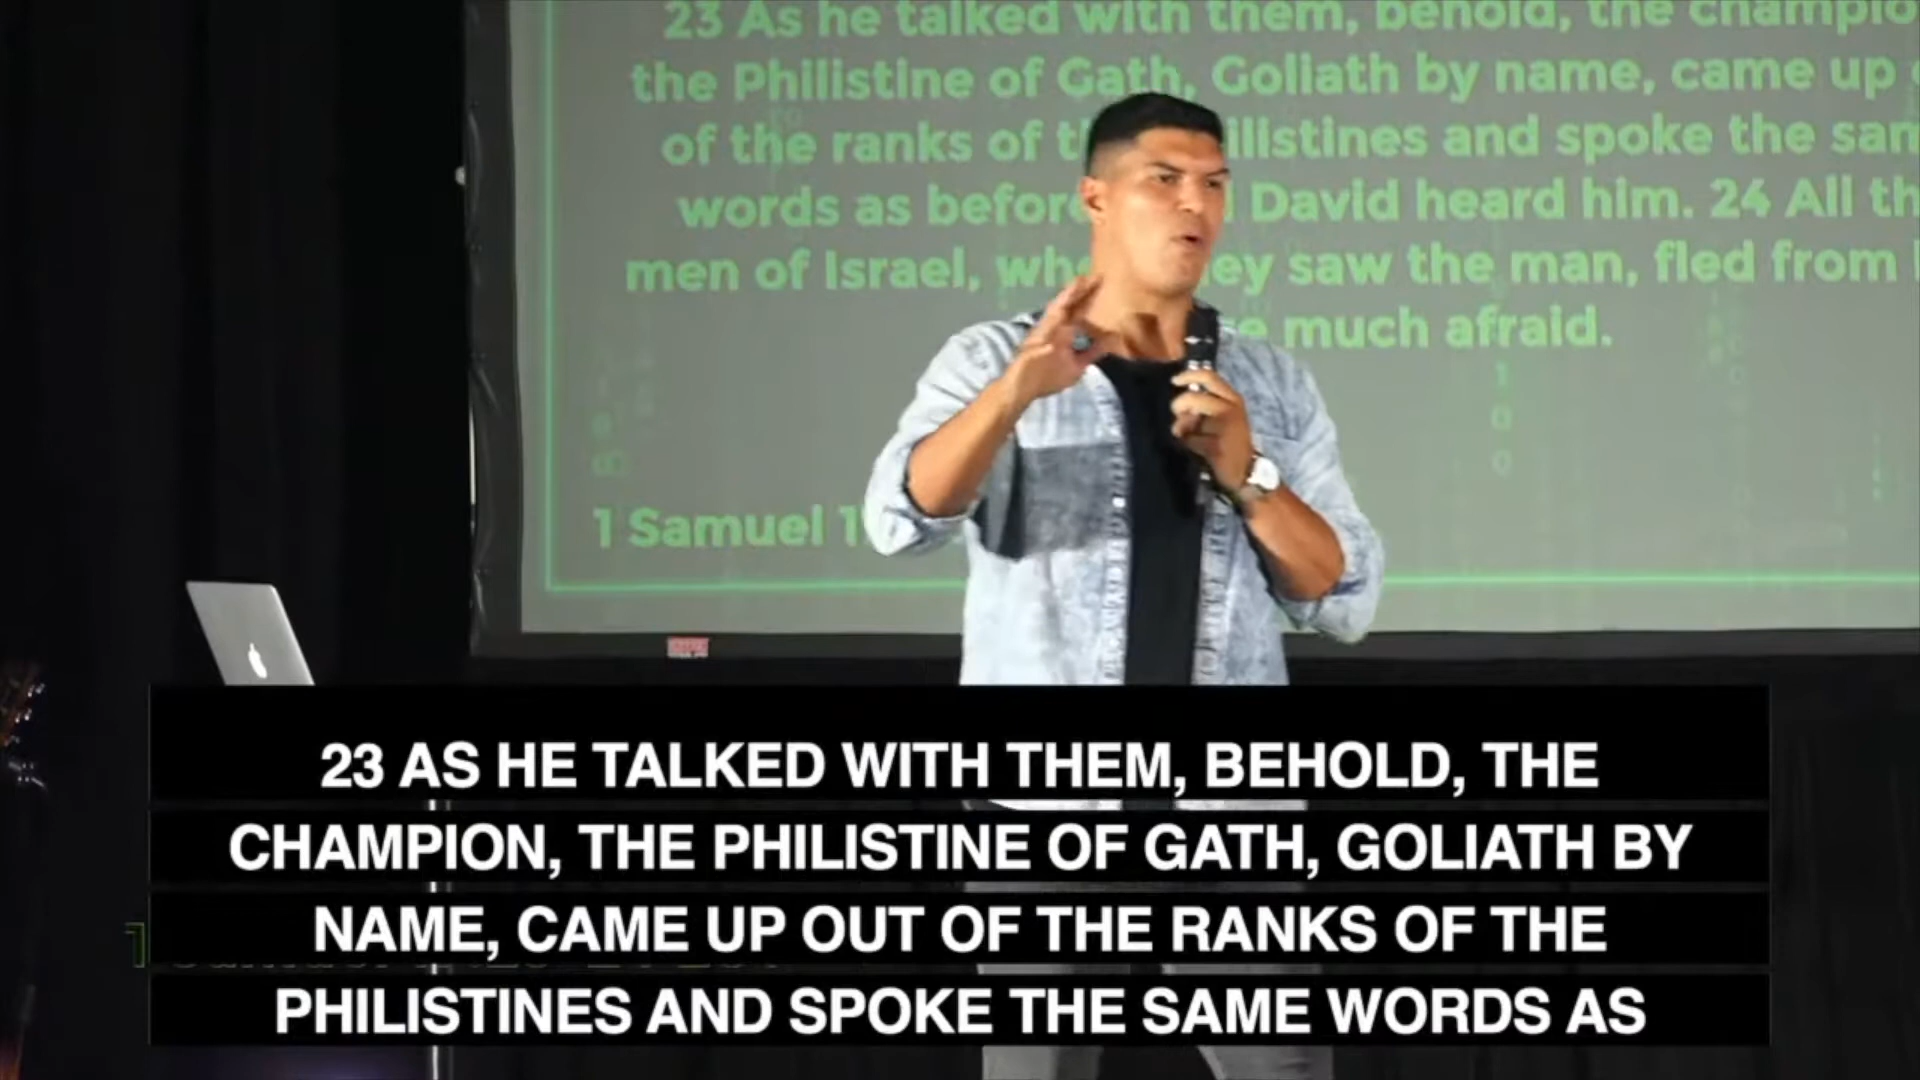 23 As he talked with them, behold, the
the Philistine of Gath, Goliath by name, came up
of the ranks of and spoke the
words as David heard him. 24 All
men of Israel, saw the man, fled from
much afraid.
1
0
0
1 Samuel
23 AS HE TALKED WITH THEM, BEHOLD, THE
CHAMPION, THE PHILISTINE OF GATH, GOLIATH BY
NAME, CAME UP OUT OF THE RANKS OF THE
PHILISTINES AND SPOKE THE SAME WORDS AS